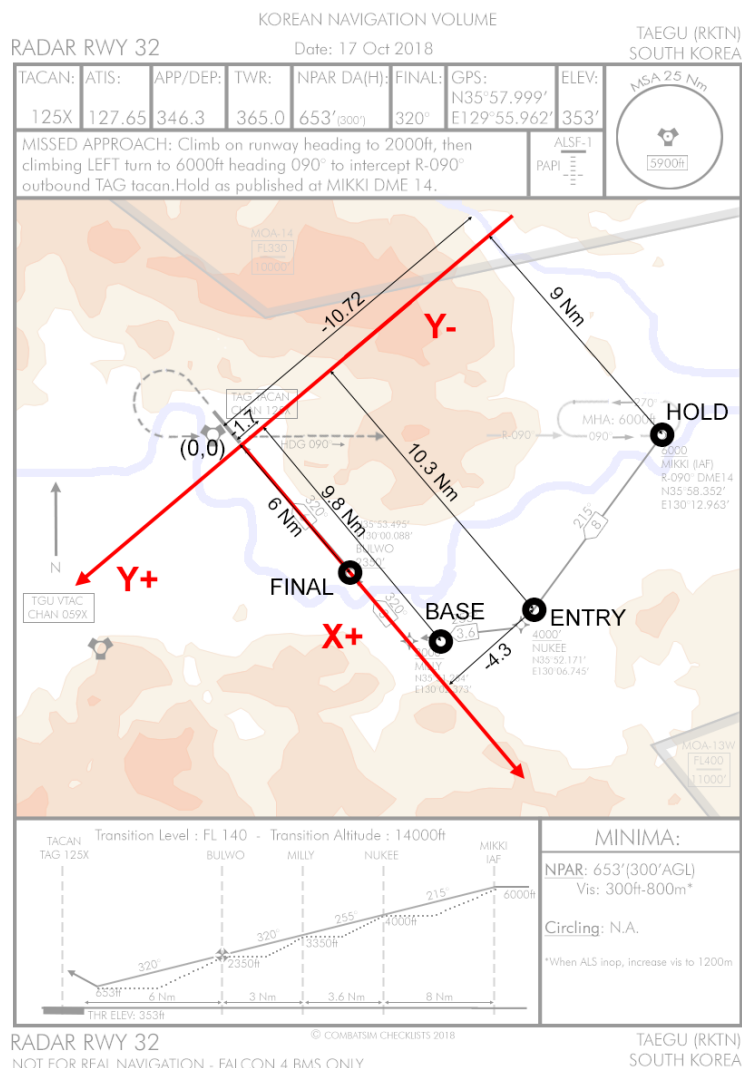 KOREAN NAVIGATION VOLUME
RADAR RWY 32
Date: 17 Oct 2018
TAEGU (RKTN)
SOUTH KOREA
TACAN:
125X
ATIS:
127.65
APP/DEP:
346.3
TWR:
365.0
NPAR DA(H):
653'(300')
FINAL:
320°
GPS:
N35°57.999'
E129°55.962'
ELEV:
353'
MSA 25 Nm
5900ft
MISSED APPROACH: Climb on runway heading to 2000ft, then
climbing LEFT turn to 6000ft heading 090° to intercept R-090°
outbound TAG tacan.Hold as published at MIKKI DME 14.
ALSF-1
PAPI
MOA-14
FL330
10000'
-10.72
Y-
9 Nm
TAG TACAN
1.7
(0,0)
HDG 090°
R-090°
090°
270°
MHA: 6000ft
HOLD
6000
MIKKI (IAF)
R-090° DME14
N35°58.352'
E130°12.963'
10.3 Nm
9.8 Nm
6 Nm
320°
215°
8
N
Y+
TGU VTAC
CHAN 059X
FINAL
BULWO
X+
320°
BASE
3.6
ENTRY
4000'
NUKEE
N35°52.171'
E130°06.745'
-4.3
MILLY
MOA-13W
FL400
11000'
Transition Level : FL 140 - Transition Altitude : 14000ft
TACAN
TAG 125X
BULWO
MILLY
NUKEE
MIKKI
IAF
320°
320°
255°
215°
653ft
2350ft
3350ft
4000ft
6000ft
6 Nm
3 Nm
3.6 Nm
8 Nm
THR ELEV: 353ft
MINIMA:
NPAR: 653'(300'AGL)
Vis: 300ft-800m*
Circling: N.A.
*When ALS inop, increase vis to 1200m
© COMBATSIM CHECKLISTS 2018
RADAR RWY 32
NOT FOR REAL NAVIGATION - FALCON 4 BMS ONLY
TAEGU (RKTN)
SOUTH KOREA